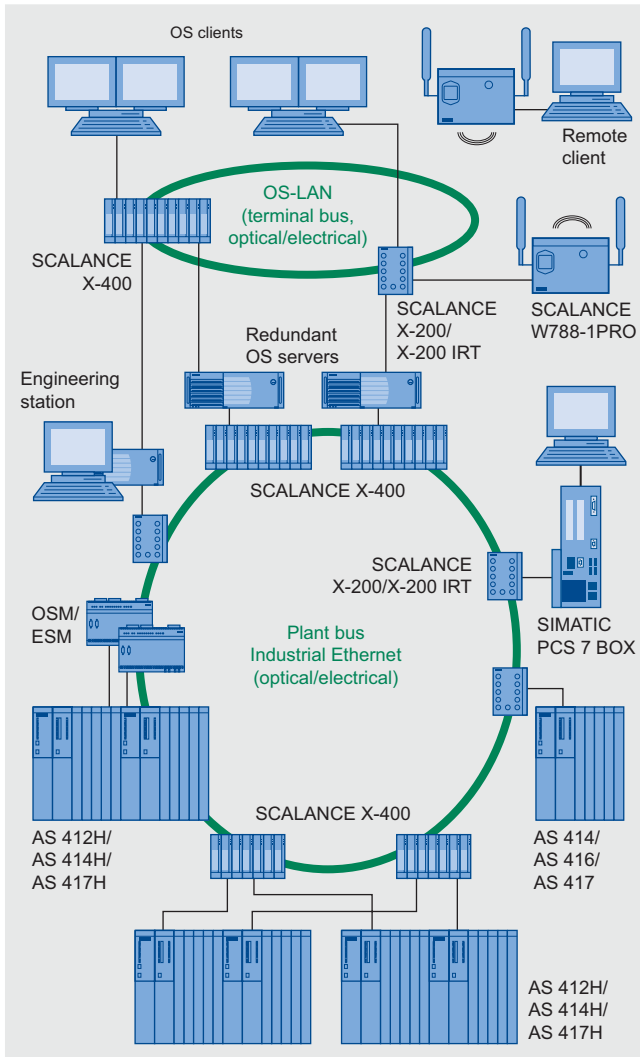 OS clients
Remote
client
OS-LAN
(terminal bus,
optical/electrical)
SCALANCE
X-400
SCALANCE
X-200/
X-200 IRT
SCALANCE
W788-1PRO
Redundant
OS servers
Engineering
station
SCALANCE X-400
SCALANCE
X-200/X-200 IRT
OSM/
ESM
SIMATIC
PCS 7 BOX
Plant bus
Industrial Ethernet
(optical/electrical)
SCALANCE X-400
AS 412H/
AS 414H/
AS 417H
AS 414/
AS 416/
AS 417
AS 412H/
AS 414H/
AS 417H